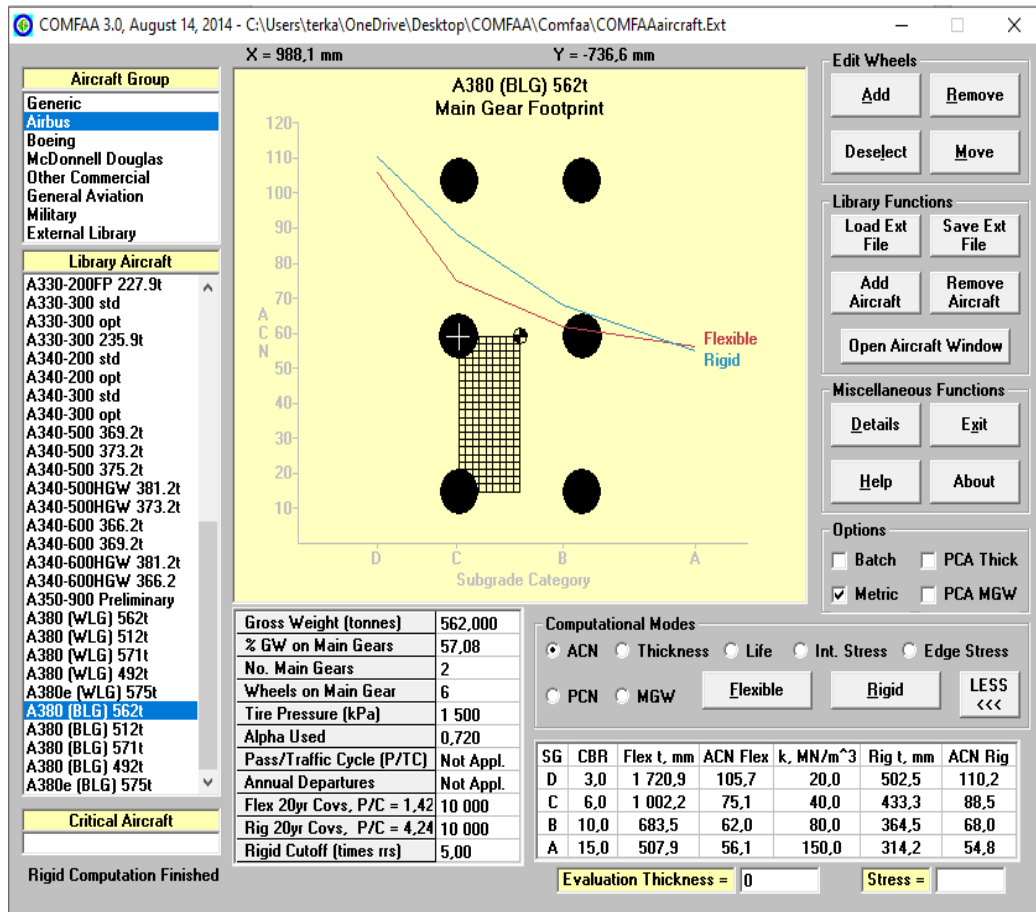 COMFAA 3.0, August 14, 2014 - C:\Users\terka\OneDrive\Desktop\COMFAA\Comfaa\COMFAAaircraft.Ext
X = 988,1 mm
Y = -736,6 mm
Aircraft Group
Generic
Airbus
Boeing
McDonnell Douglas
Other Commercial
General Aviation
Military
External Library
Library Aircraft
A330-200FP 227.9t
A330-300 std
A330-300 opt
A330-300 235.9t
A340-200 std
A340-200 opt
A340-300 std
A340-300 opt
A340-500 369.2t
A340-500 373.2t
A340-500 375.2t
A340-500HGW 381.2t
A340-500HGW 373.2t
A340-600 366.2t
A340-600 369.2t
A340-600HGW 381.2t
A340-600HGW 366.2
A350-900 Preliminary
A380 (WLG) 562t
A380 (WLG) 512t
A380 (WLG) 571t
A380 (WLG) 492t
A380e (WLG) 575t
A380 (BLG) 562t
A380 (BLG) 512t
A380 (BLG) 571t
A380 (BLG) 492t
A380e (BLG) 575t
Critical Aircraft
Rigid Computation Finished
A380 (BLG) 562t
Main Gear Footprint
120
110
100
90
80
70
60
50
40
30
20
10
A
C
N
Flexible
Rigid
D C B A
Subgrade Category
Edit Wheels
Add Remove
Deselect Move
Library Functions
Load Ext File Save Ext File
Add Aircraft Remove Aircraft
Open Aircraft Window
Miscellaneous Functions
Details Exit
Help About
Options
Batch PCA Thick
Metric PCA MGW
Gross Weight (tonnes) 562,000
% GW on Main Gears 57,08
No. Main Gears 2
Wheels on Main Gear 6
Tire Pressure (kPa) 1 500
Alpha Used 0,720
Pass/Traffic Cycle (P/TC) Not Appl.
Annual Departures Not Appl.
Flex 20yr Covs, P/C = 1,42 10 000
Rig 20yr Covs, P/C = 4,24 10 000
Rigid Cutoff (times rrs) 5,00
Computational Modes
ACN Thickness Life Int. Stress Edge Stress
PCN MGW Flexible Rigid LESS <<<
SG CBR Flex t, mm ACN Flex k, MN/m^3 Rig t, mm ACN Rig
D 3,0 1 720,9 105,7 20,0 502,5 110,2
C 6,0 1 002,2 75,1 40,0 433,3 88,5
B 10,0 683,5 62,0 80,0 364,5 68,0
A 15,0 507,9 56,1 150,0 314,2 54,8
Evaluation Thickness = 0 Stress =